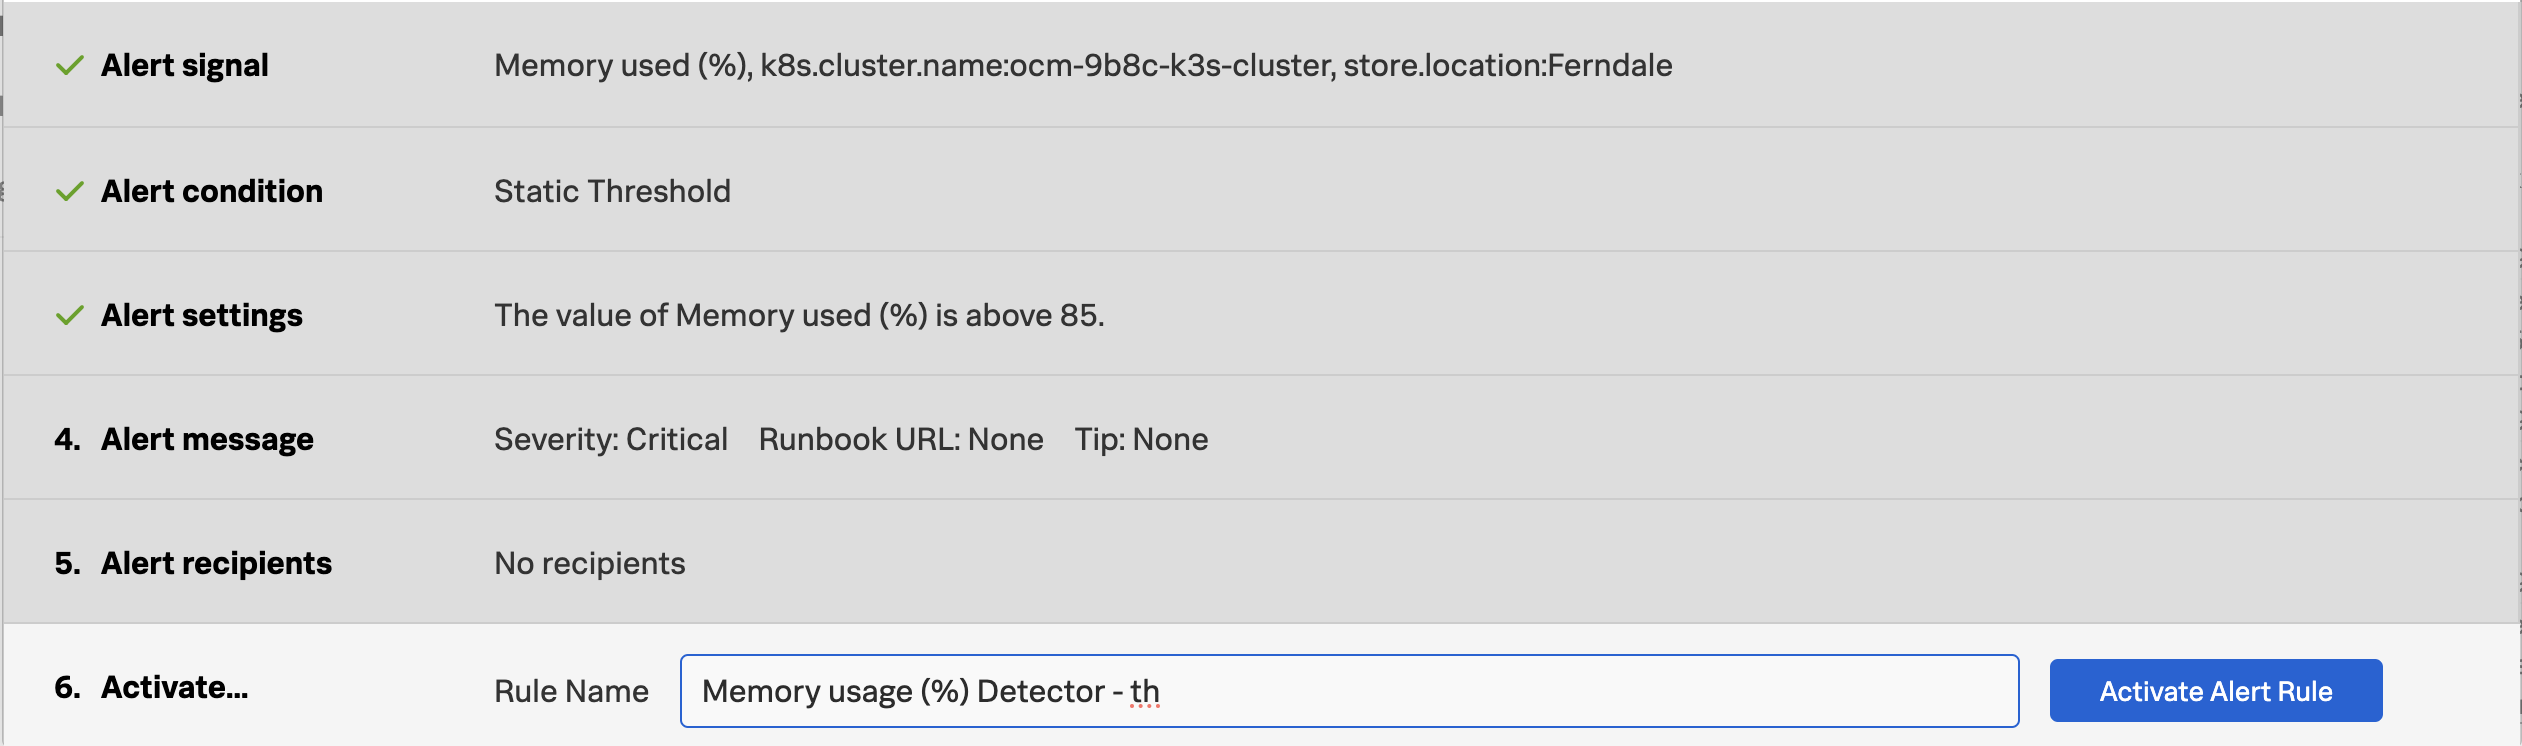 Alert signal Memory used (%), k8s.cluster.name:ocm-9b8c-k3s-cluster, store.location:Ferndale
Alert condition Static Threshold
Alert settings The value of Memory used (%) is above 85.
4. Alert message Severity: Critical Runbook URL: None Tip: None
5. Alert recipients No recipients
6. Activate... Rule Name Memory usage (%) Detector - th Activate Alert Rule